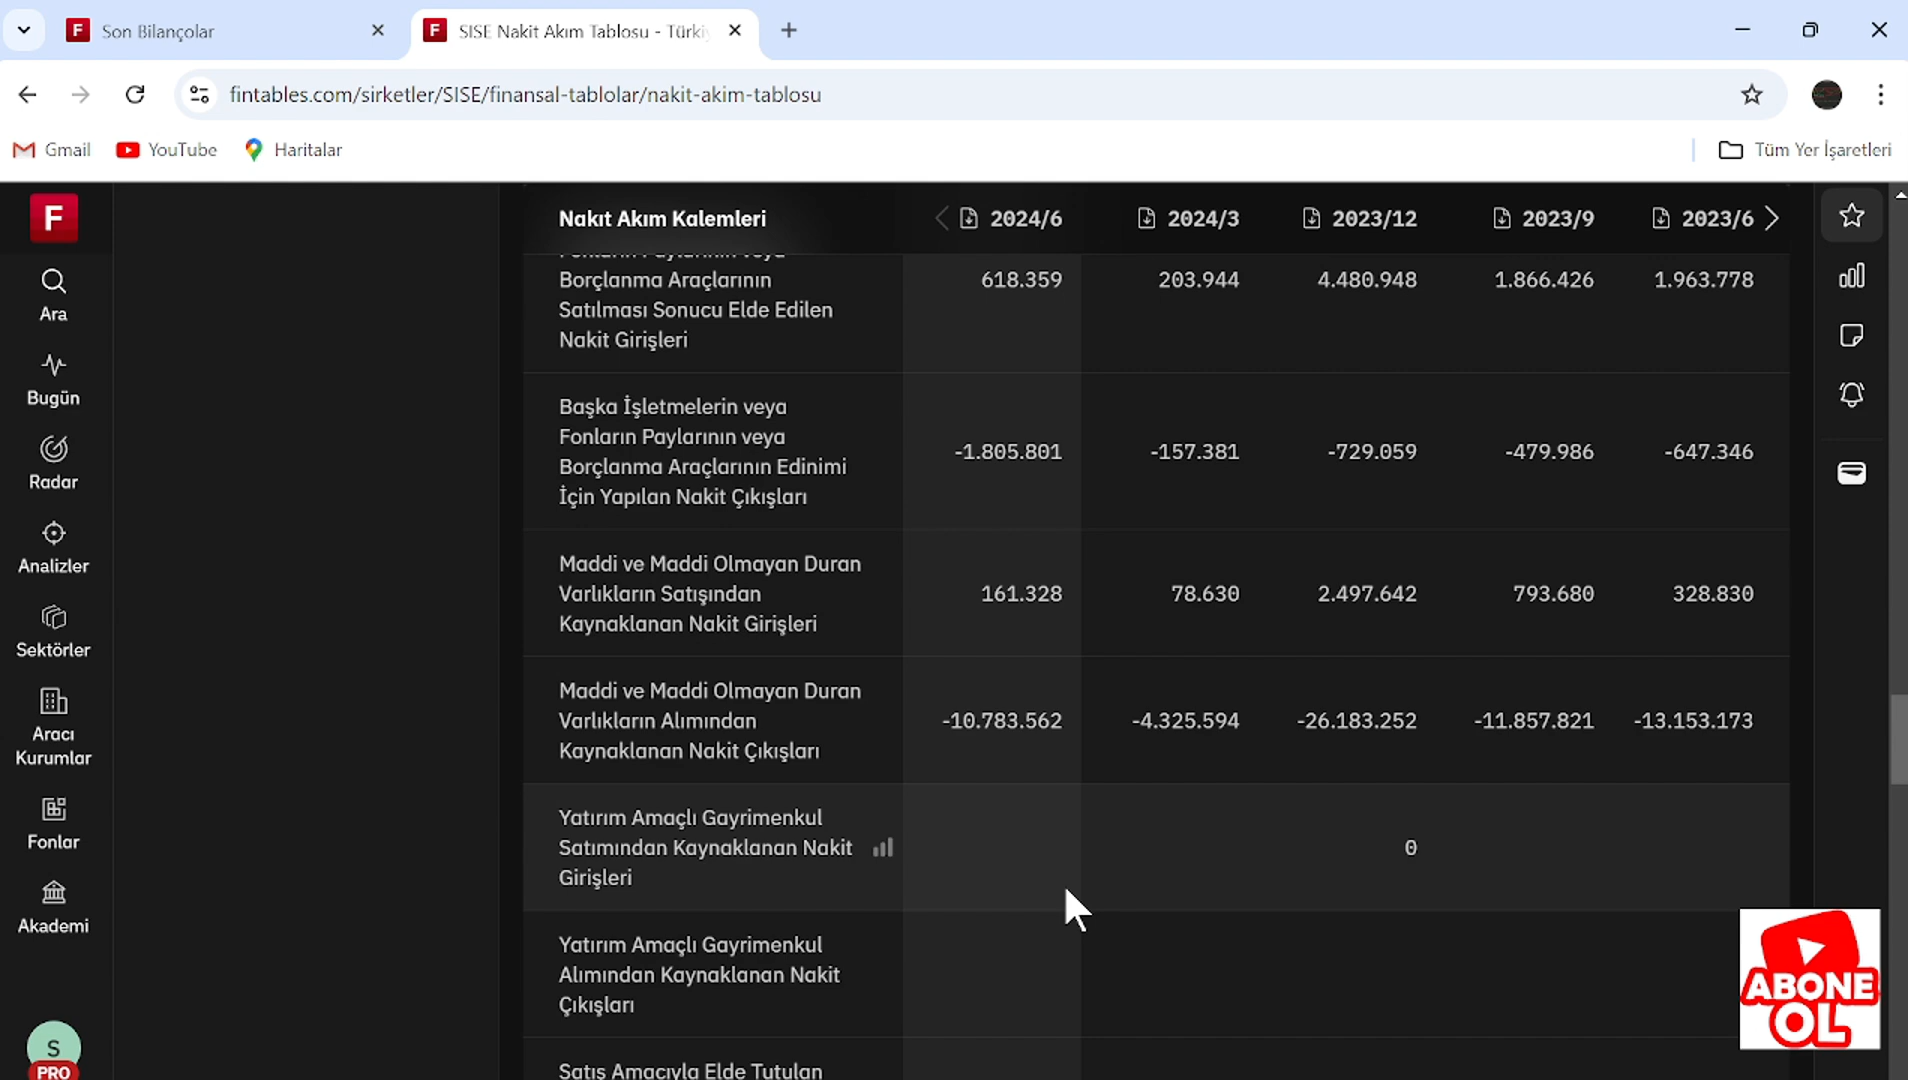 Son Bilançolar
SISE Nakit Akım Tablosu - Türki
fintables.com/sirketler/SISE/finansal-tablolar/nakit-akim-tablosu
Gmail
YouTube
Haritalar
Tüm Yer İşaretleri
F
Ara
Bugün
Radar
Analizler
Sektörler
Aracı
Kurumlar
Fonlar
Akademi
S
PRO
Nakıt Akım Kalemleri 2024/6 2024/3 2023/12 2023/9 2023/6
Fonların Paylarının veya
Borçlanma Araçlarının 618.359 203.944 4.480.948 1.866.426 1.963.778
Satılması Sonucu Elde Edilen
Nakit Girişleri
Başka İşletmelerin veya
Fonların Paylarının veya
Borçlanma Araçlarının Edinimi
İçin Yapılan Nakit Çıkışları
-1.805.801 -157.381 -729.059 -479.986 -647.346
Maddi ve Maddi Olmayan Duran
Varlıkların Satışından 161.328 78.630 2.497.642 793.680 328.830
Kaynaklanan Nakit Girişleri
Maddi ve Maddi Olmayan Duran
Varlıkların Alımından -10.783.562 -4.325.594 -26.183.252 -11.857.821 -13.153.173
Kaynaklanan Nakit Çıkışları
Yatırım Amaçlı Gayrimenkul
Satımından Kaynaklanan Nakit 0
Girişleri
Yatırım Amaçlı Gayrimenkul
Alımından Kaynaklanan Nakit
Çıkışları
Satış Amacıyla Elde Tutulan
ABONE
OL